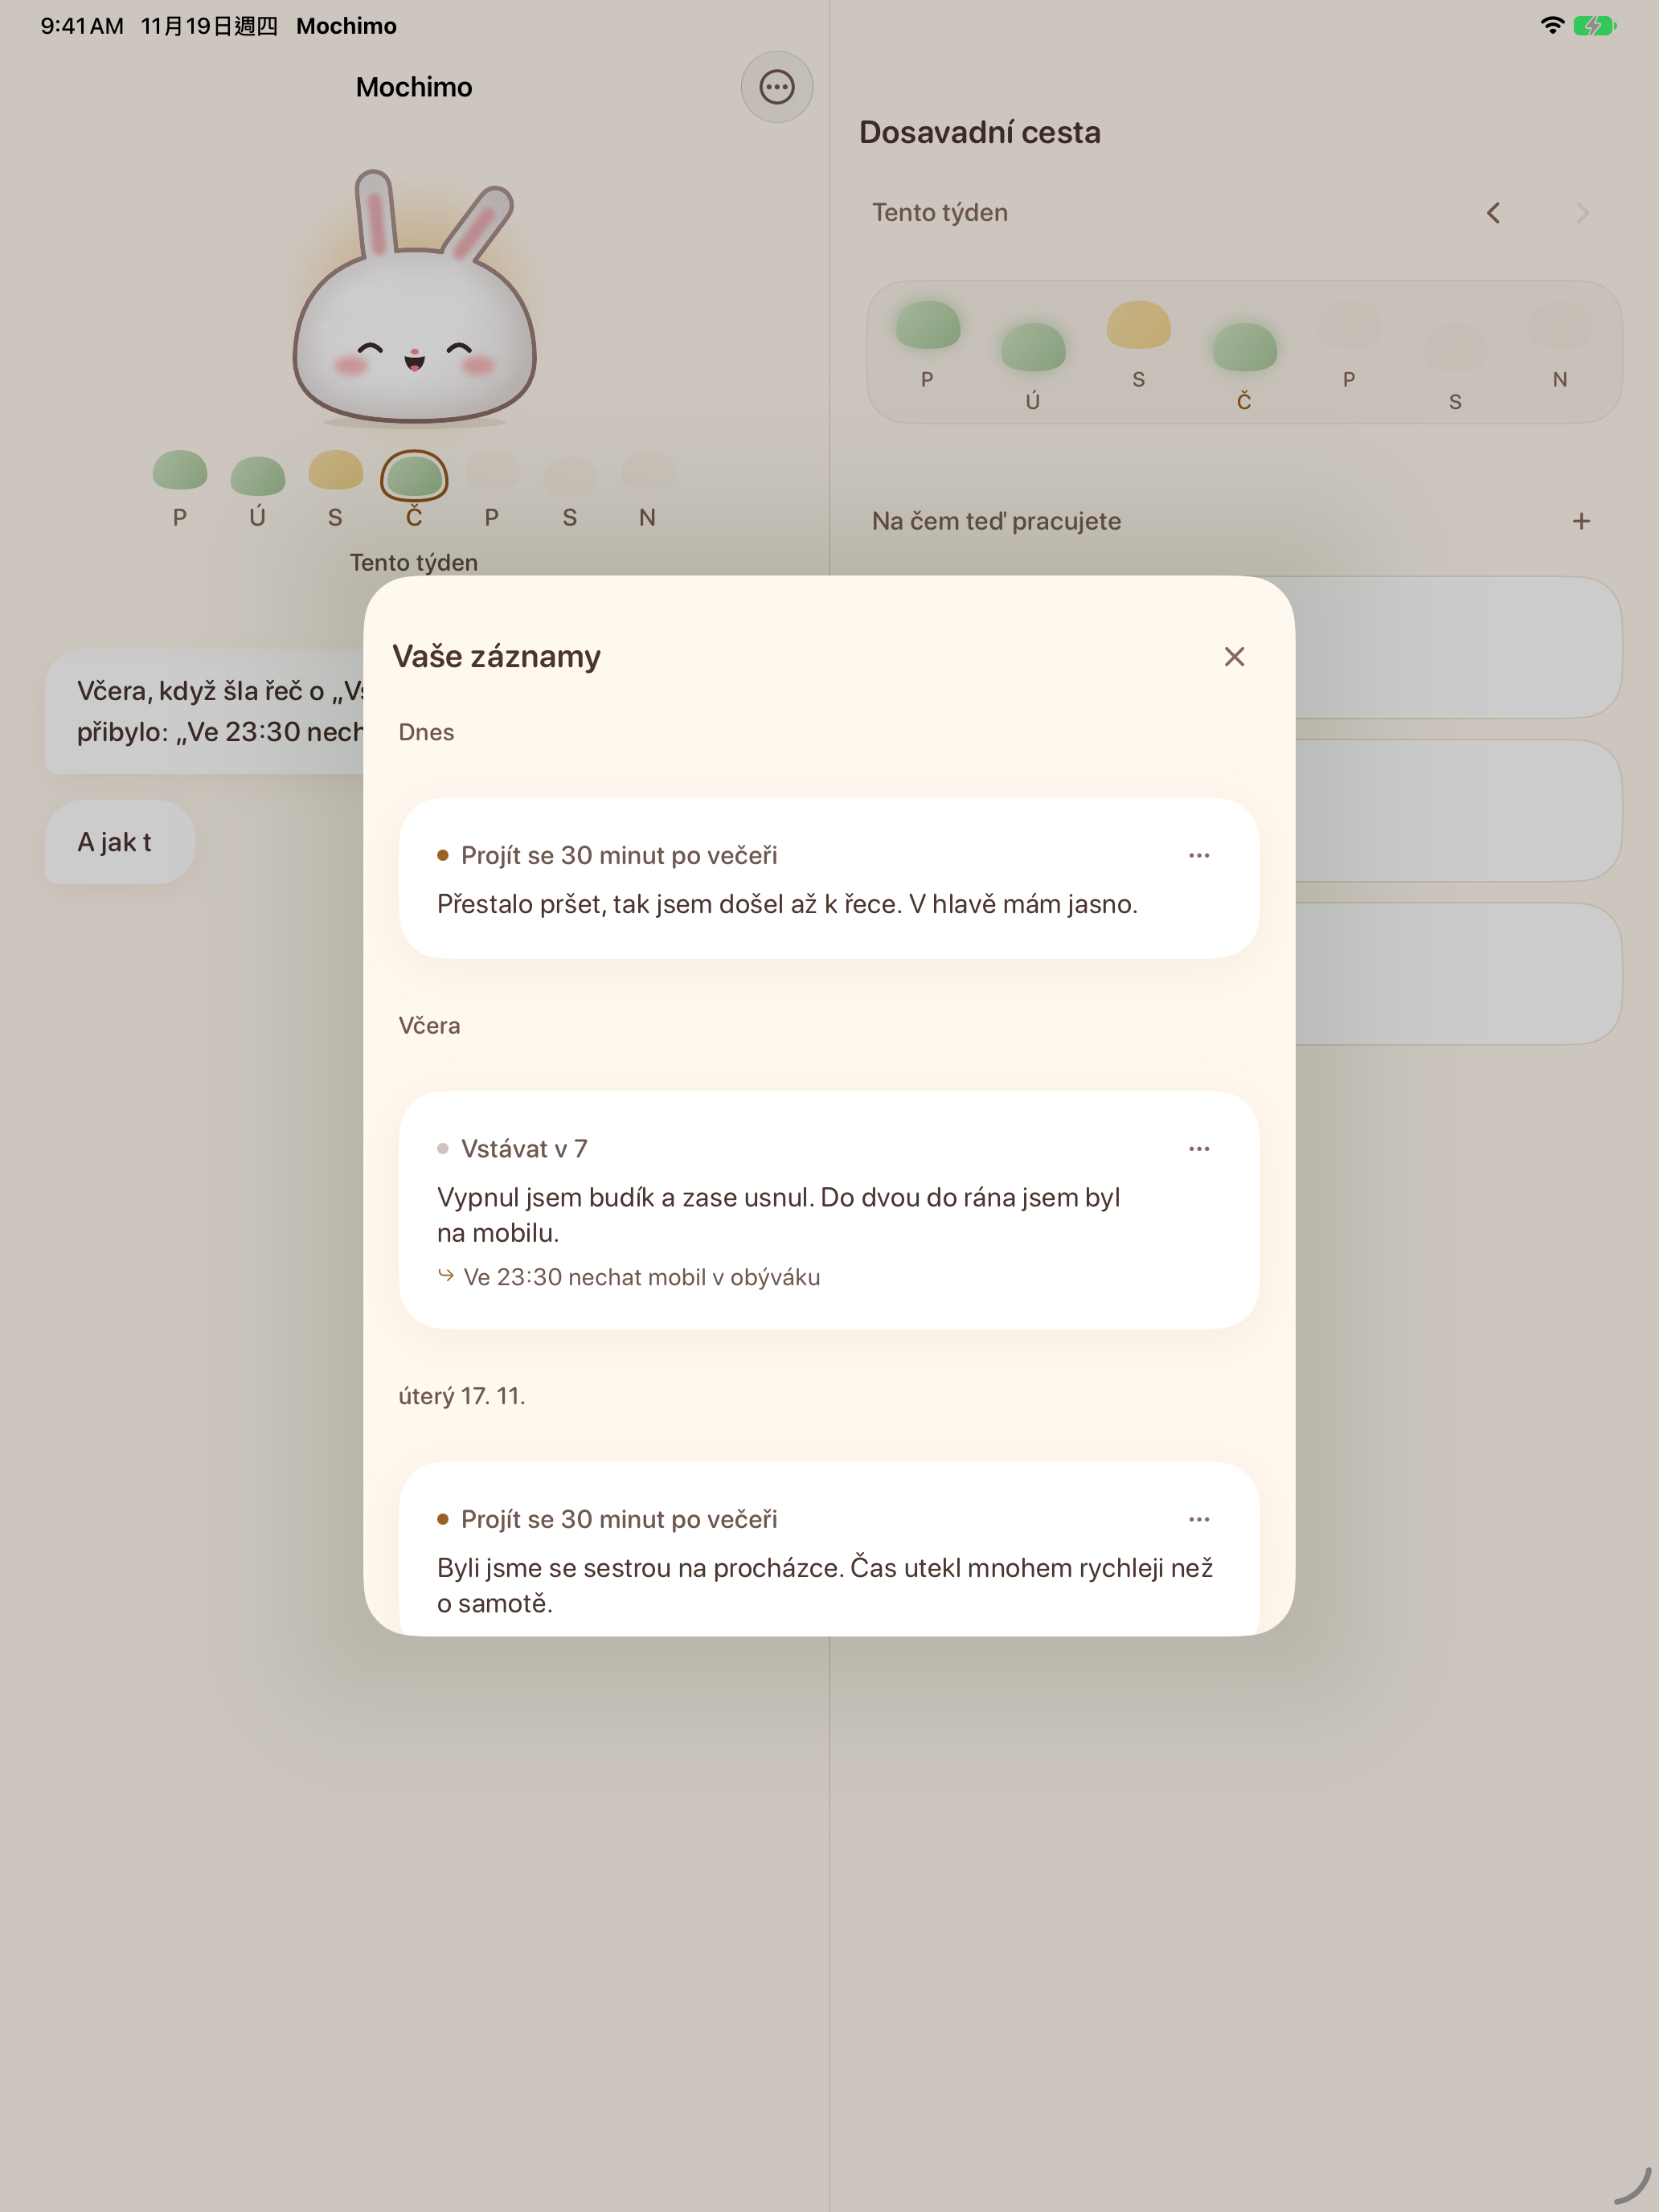 9:41 AM 11月19日週四 Mochimo
Mochimo
P Ú S Č P S N
Tento týden
Včera, když šla řeč o „Vs
přibylo: „Ve 23:30 nech
A jak t
Dosavadní cesta
Tento týden
P Ú S Č P S N
Na čem teď pracujete
Vaše záznamy
Dnes
Projít se 30 minut po večeři
Přestalo pršet, tak jsem došel až k řece. V hlavě mám jasno.
Včera
Vstávat v 7
Vypnul jsem budík a zase usnul. Do dvou do rána jsem byl
na mobilu.
Ve 23:30 nechat mobil v obýváku
úterý 17. 11.
Projít se 30 minut po večeři
Byli jsme se sestrou na procházce. Čas utekl mnohem rychleji než
o samotě.